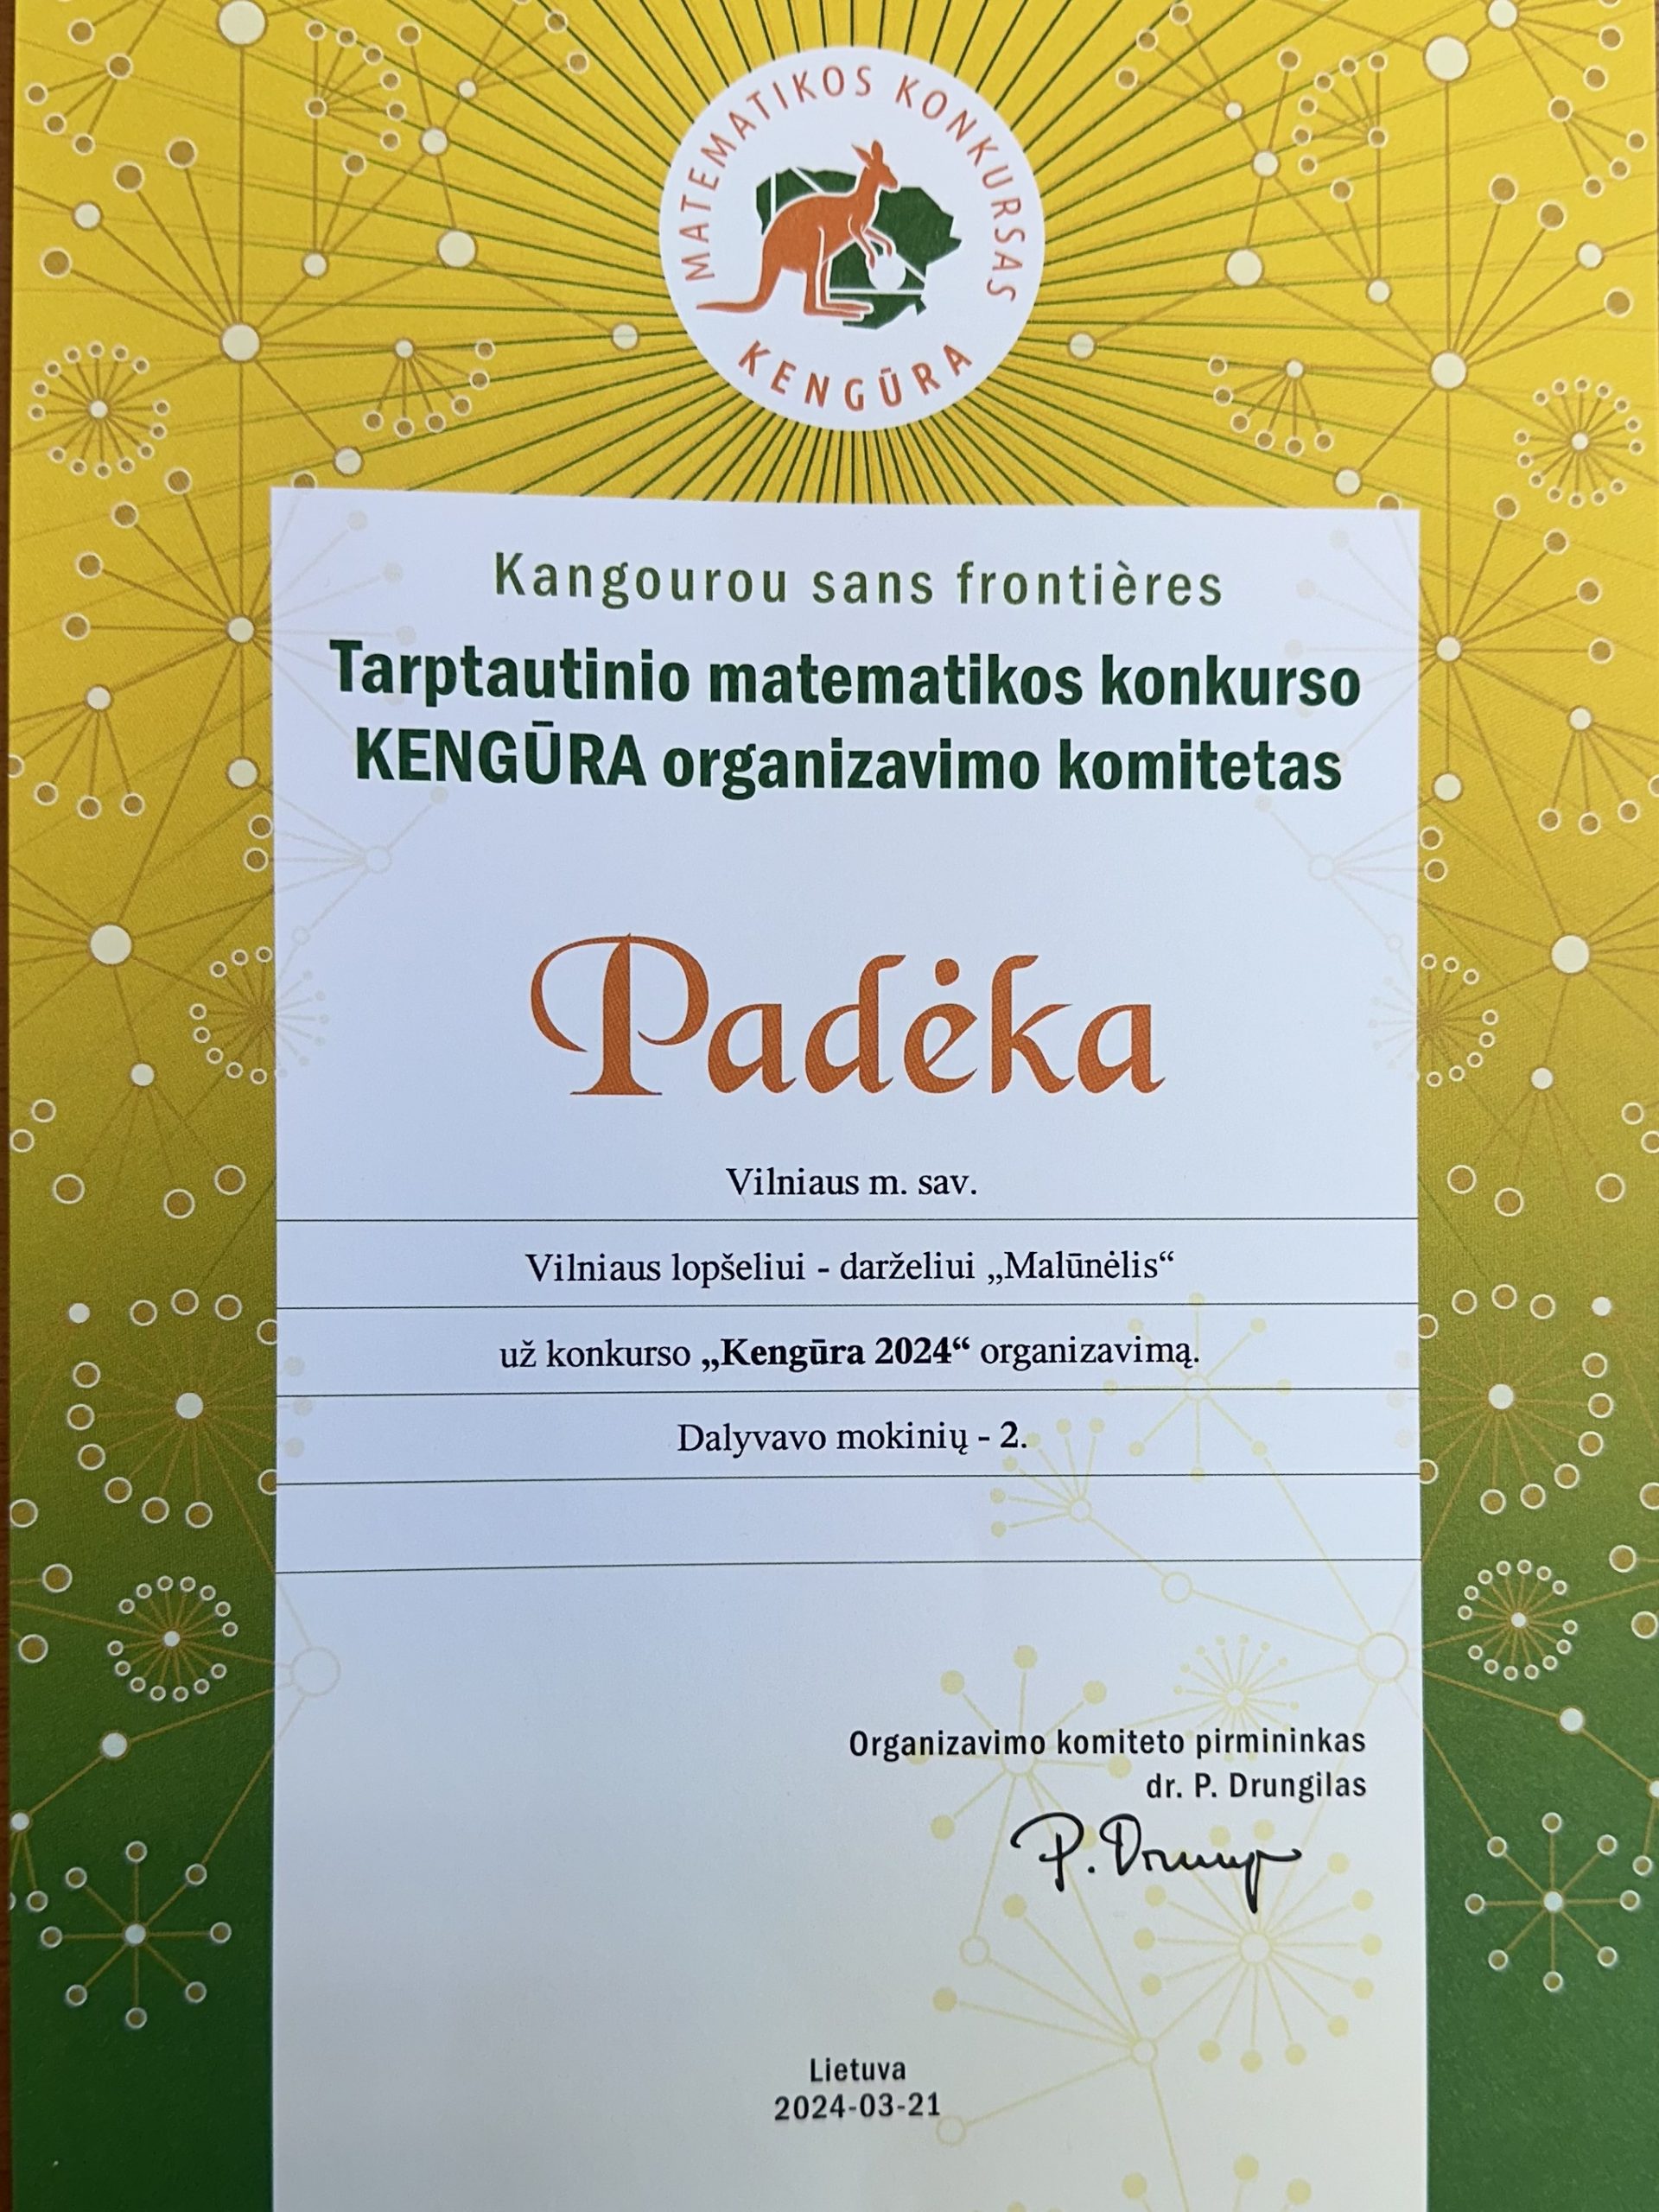 MATEMATIKOS KONKURSAS
KENGŪRA
Kangourou sans frontières
Tarptautinio matematikos konkurso
KENGŪRA organizavimo komitetas
Padėka
Vilniaus m. sav.
Vilniaus lopšeliui - darželiui „Malūnėlis“
už konkurso „Kengūra 2024“ organizavimą.
Dalyvavo mokinių - 2.
Organizavimo komiteto pirmininkas
dr. P. Drungilas
Lietuva
2024-03-21